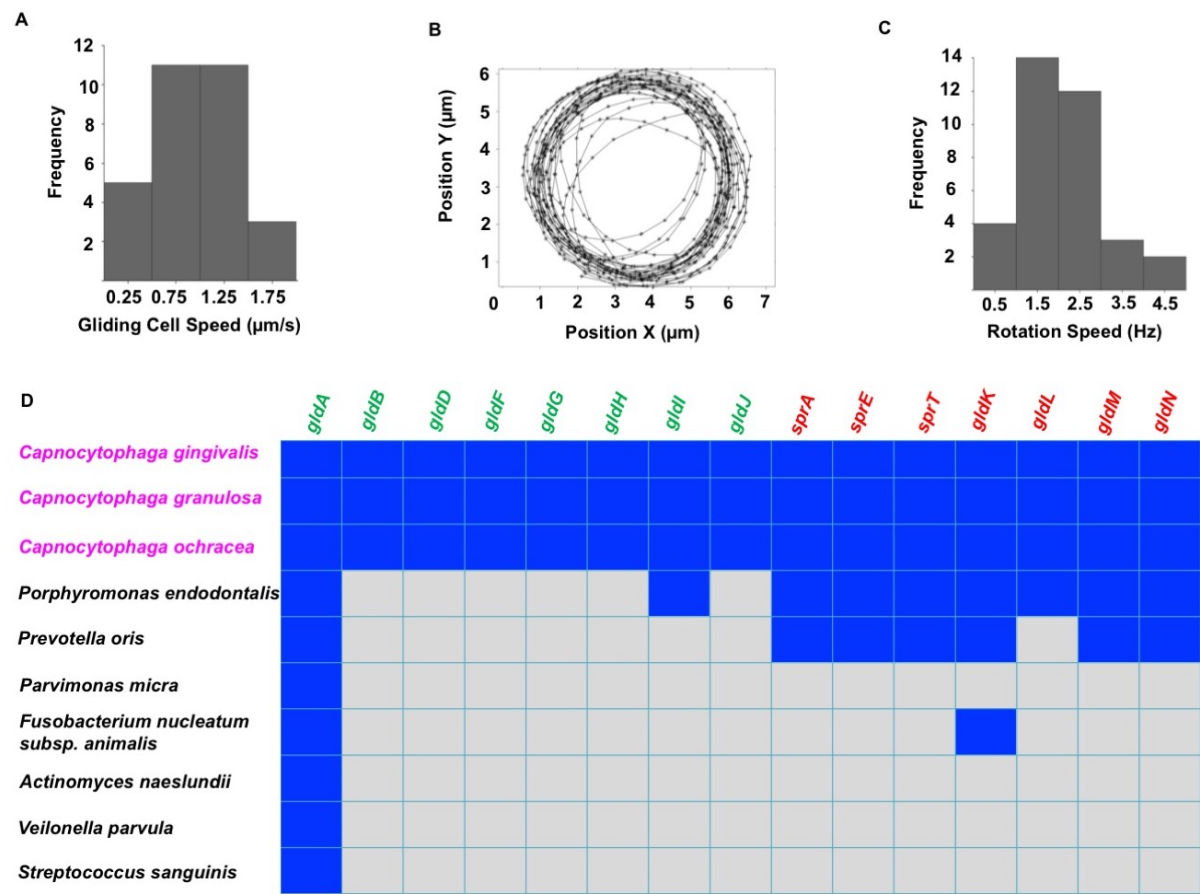 A
Frequency
12
10
8
6
4
2
0.25 0.75 1.25 1.75
Gliding Cell Speed (µm/s)
B
Position Y (µm)
6
5
4
3
2
1
0 1 2 3 4 5 6 7
Position X (µm)
C
Frequency
14
12
10
8
6
4
2
0.5 1.5 2.5 3.5 4.5
Rotation Speed (Hz)
D
gldA gldB gldD gldF gldG gldH gldI gldJ sprA sprE sprT gldK gldL gldM gldN
Capnocytophaga gingivalis
Capnocytophaga granulosa
Capnocytophaga ochracea
Porphyromonas endodontalis
Prevotella oris
Parvimonas micra
Fusobacterium nucleatum
subsp. animalis
Actinomyces naeslundii
Veilonella parvula
Streptococcus sanguinis